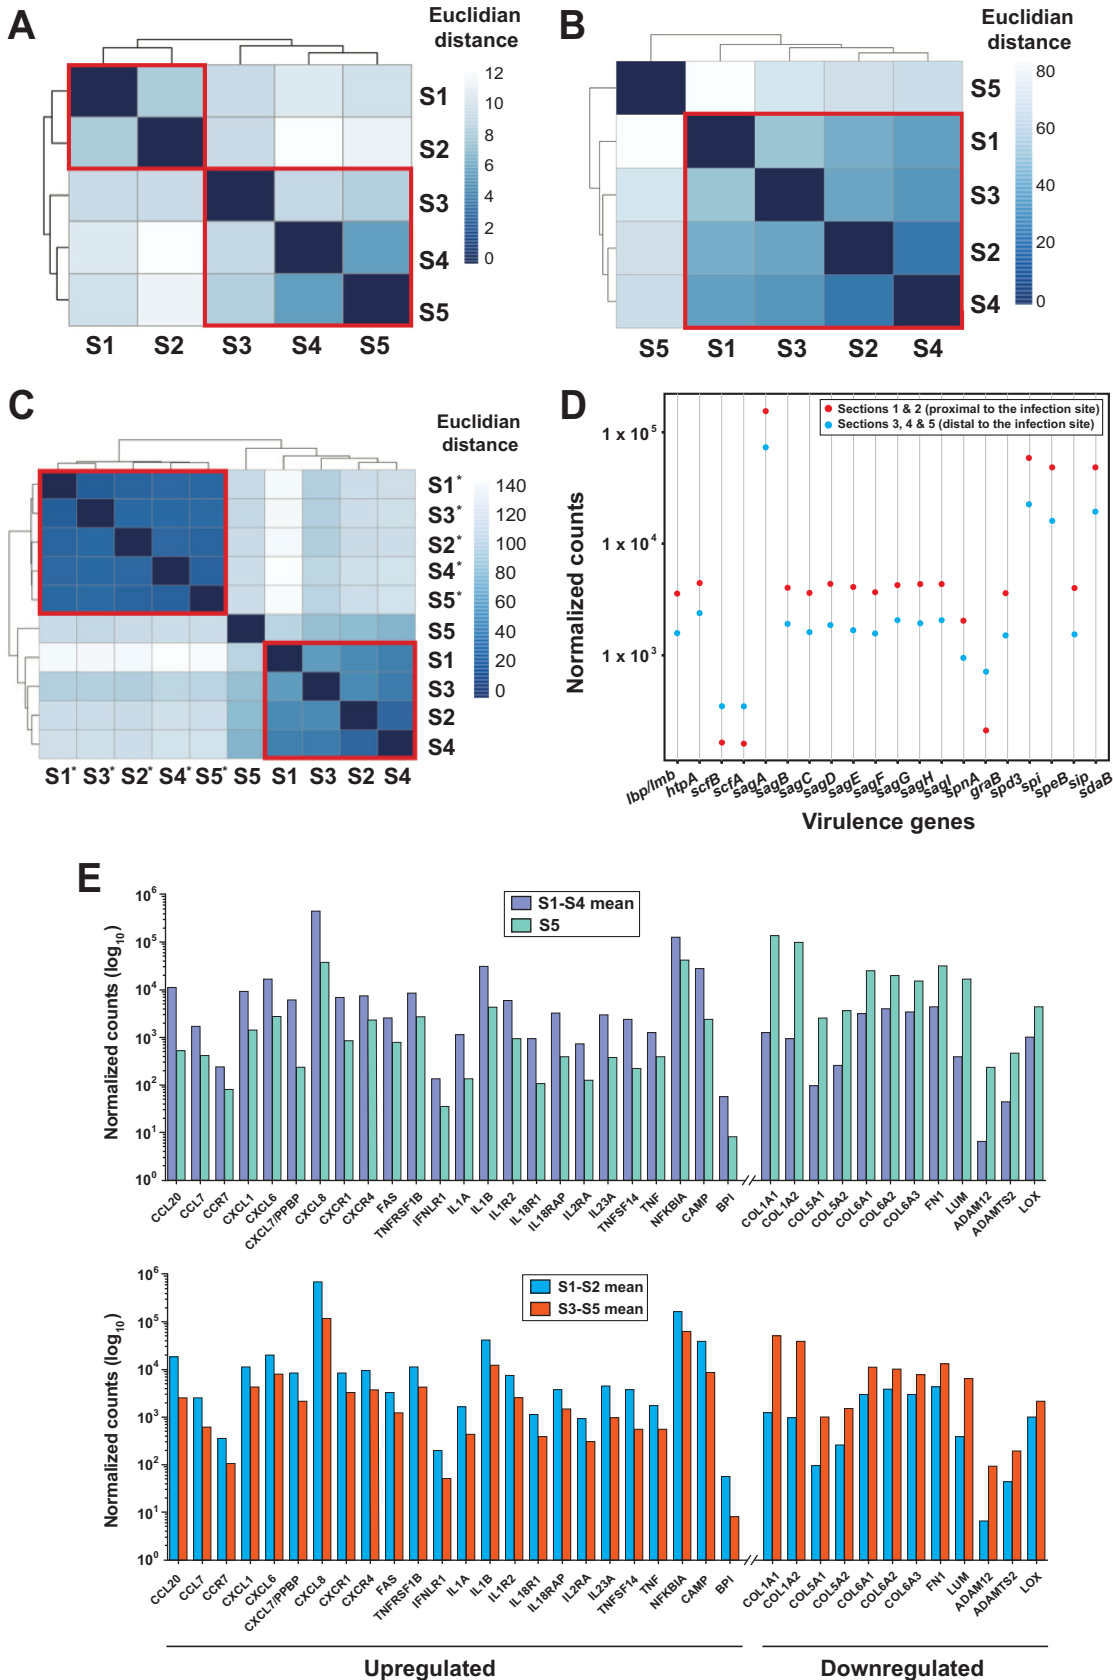 A
Euclidian
distance
12
10
8
6
4
2
0
S1
S2
S3
S4
S5
S1 S2 S3 S4 S5
B
Euclidian
distance
80
60
40
20
0
S5
S1
S3
S2
S4
S5 S1 S3 S2 S4
C
Euclidian
distance
140
120
100
80
60
40
20
0
S1*
S3*
S2*
S4*
S5*
S5
S1
S3
S2
S4
S1* S3* S2* S4* S5* S5 S1 S3 S2 S4
D
Sections 1 & 2 (proximal to the infection site)
Sections 3, 4 & 5 (distal to the infection site)
Normalized counts
1 x 10⁵
1 x 10⁴
1 x 10³
lbp/lmb htpA scfB scfA sagA sagB sagC sagD sagE sagF sagG sagH sagI spnA graB spd3 spi speB sip sdaB
Virulence genes
E
S1-S4 mean
S5
Normalized counts (log₁₀)
10⁶
10⁵
10⁴
10³
10²
10¹
10⁰
CCL20 CCL7 CCR7 CXCL1 CXCL6 CXCL7/PPBP CXCL8 CXCR1 CXCR4 FAS TNFRSF1B IFNLR1 IL1A IL1B IL1R2 IL18R1 IL18RAP IL2RA IL23A TNFSF14 TNF NFKBIA CAMP BPI // COL1A1 COL1A2 COL5A1 COL5A2 COL6A1 COL6A2 COL6A3 FN1 LUM ADAM12 ADAMTS2 LOX
S1-S2 mean
S3-S5 mean
Normalized counts (log₁₀)
10⁶
10⁵
10⁴
10³
10²
10¹
10⁰
CCL20 CCL7 CCR7 CXCL1 CXCL6 CXCL7/PPBP CXCL8 CXCR1 CXCR4 FAS TNFRSF1B IFNLR1 IL1A IL1B IL1R2 IL18R1 IL18RAP IL2RA IL23A TNFSF14 TNF NFKBIA CAMP BPI // COL1A1 COL1A2 COL5A1 COL5A2 COL6A1 COL6A2 COL6A3 FN1 LUM ADAM12 ADAMTS2 LOX
Upregulated Downregulated